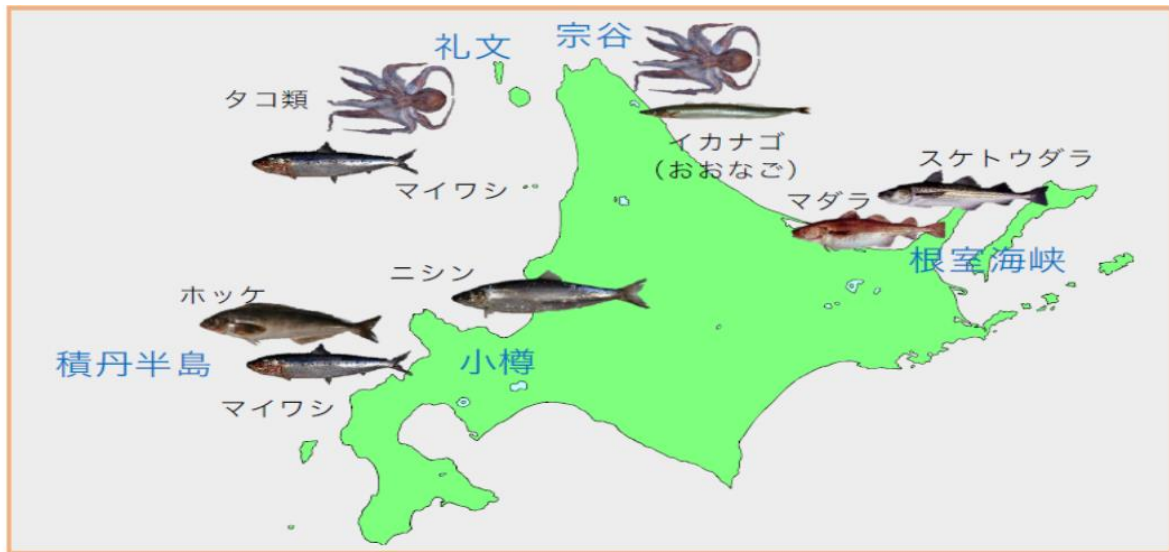 礼文
宗谷
タコ類
マイワシ
イカナゴ
（おおなご）
スケトウダラ
マダラ
根室海峡
ニシン
ホッケ
積丹半島
小樽
マイワシ